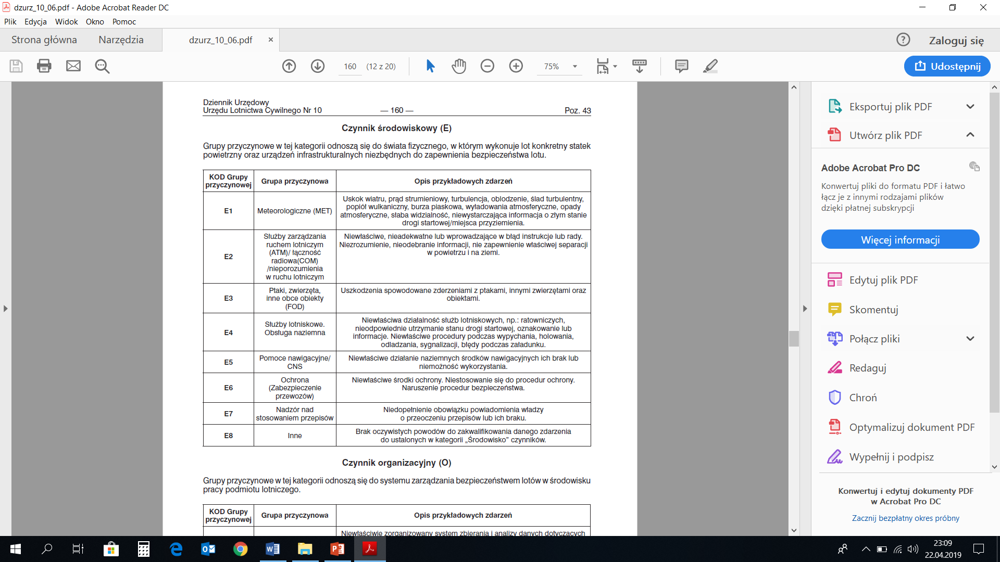 dzurz_10_06.pdf - Adobe Acrobat Reader DC
Plik Edycja Widok Okno Pomoc
Strona główna Narzędzia dzurz_10_06.pdf × Zaloguj się
160 (12 z 20) 75% Udostępnij
Dziennik Urzędowy
Urzędu Lotnictwa Cywilnego Nr 10 — 160 — Poz. 43
Czynnik środowiskowy (E)
Grupy przyczynowe w tej kategorii odnoszą się do świata fizycznego, w którym wykonuje lot konkretny statek
powietrzny oraz urządzeń infrastrukturalnych niezbędnych do zapewnienia bezpieczeństwa lotu.
KOD Grupy
przyczynowej
Grupa przyczynowa
Opis przykładowych zdarzeń
E1
Meteorologiczne (MET)
Uskok wiatru, prąd strumieniowy, turbulencja, oblodzenie, ślad turbulentny,
popiół wulkaniczny, burza piaskowa, wyładowania atmosferyczne, opady
atmosferyczne, słaba widzialność, niewystarczająca informacja o złym stanie
drogi startowej/miejsca przyziemienia.
E2
Służby zarządzania
ruchem lotniczym
(ATM)/ łączność
radiowa(COM)
/nieporozumienia
w ruchu lotniczym
Niewłaściwe, nieadekwatne lub wprowadzające w błąd instrukcje lub rady.
Niezrozumienie, nieodebranie informacji, nie zapewnienie właściwej separacji
w powietrzu i na ziemi.
E3
Ptaki, zwierzęta,
inne obce obiekty
(FOD)
Uszkodzenia spowodowane zderzeniami z ptakami, innymi zwierzętami oraz
obiektami.
E4
Służby lotniskowe.
Obsługa naziemna
Niewłaściwa działalność służb lotniskowych, np.: ratowniczych,
nieodpowiednie utrzymanie stanu drogi startowej, oznakowanie lub
informacje. Niewłaściwe procedury podczas wypychania, holowania,
odladzania, sygnalizacji, błędy podczas załadunku.
E5
Pomoce nawigacyjne/
CNS
Niewłaściwe działanie naziemnych środków nawigacyjnych ich brak lub
niemożność wykorzystania.
E6
Ochrona
(Zabezpieczenie
przewozów)
Niewłaściwe środki ochrony. Niestosowanie się do procedur ochrony.
Naruszenie procedur bezpieczeństwa.
E7
Nadzór nad
stosowaniem przepisów
Niedopełnienie obowiązku powiadomienia władzy
o przeoczeniu przepisów lub ich braku.
E8
Inne
Brak oczywistych powodów do zakwalifikowania danego zdarzenia
do ustalonych w kategorii „Środowisko” czynników.
Czynnik organizacyjny (O)
Grupy przyczynowe w tej kategorii odnoszą się do systemu zarządzania bezpieczeństwem lotów w środowisku
pracy podmiotu lotniczego.
KOD Grupy
przyczynowej
Grupa przyczynowa
Opis przykładowych zdarzeń
Niewłaściwie zorganizowany system zbierania i analizy danych dotyczących
Eksportuj plik PDF
Utwórz plik PDF
Adobe Acrobat Pro DC
Konwertuj pliki do formatu PDF i łatwo
łącz je z innymi rodzajami plików
dzięki płatnej subskrypcji
Więcej informacji
Edytuj plik PDF
Skomentuj
Połącz pliki
Redaguj
Chroń
Optymalizuj dokument PDF
Wypełnij i podpisz
Konwertuj i edytuj dokumenty PDF
w Acrobat Pro DC
Zacznij bezpłatny okres próbny
23:09
22.04.2019